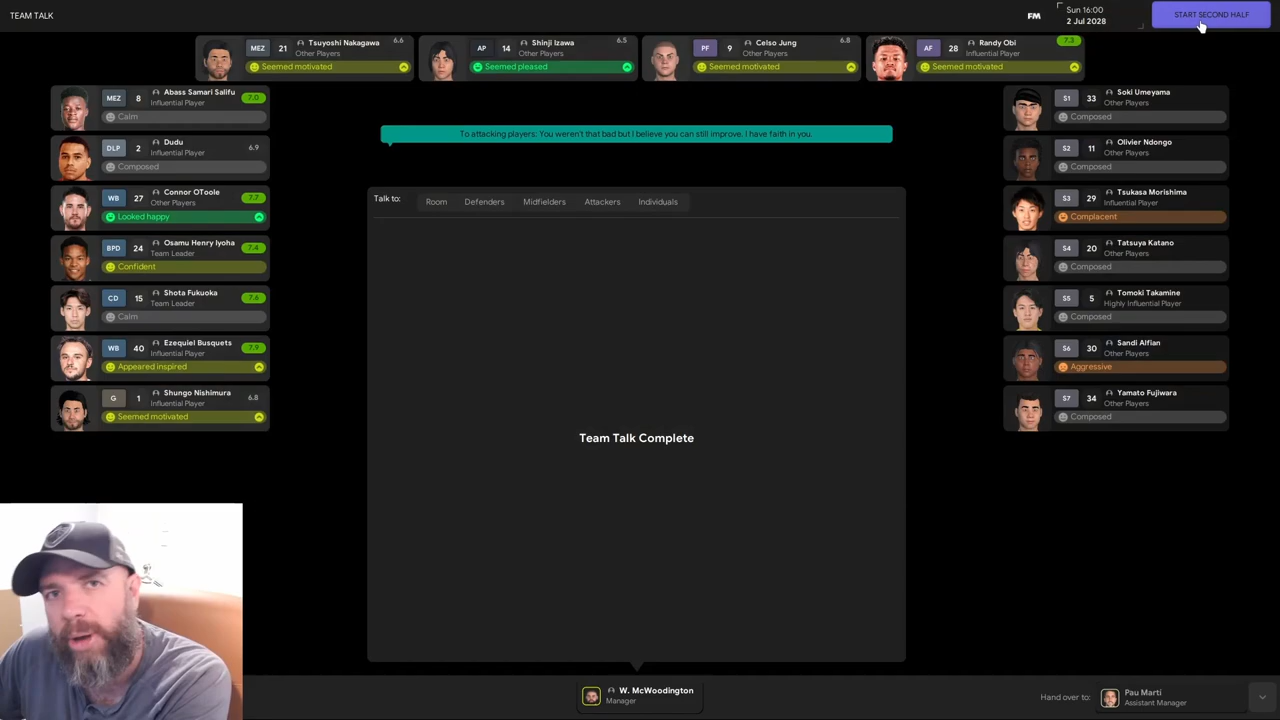 TEAM TALK
FM
Sun 16:00
2 Jul 2028
START SECOND HALF
MEZ 21 Tsuyoshi Nakagawa 6.6
Other Players
Seemed motivated
AP 14 Shinji Izawa 6.5
Other Players
Seemed pleased
PF 9 Celso Jung 6.8
Other Players
Seemed motivated
AF 28 Randy Obi 7.3
Influential Player
Seemed motivated
MEZ 8 Abass Samari Salifu 7.0
Influential Player
Calm
DLP 2 Dudu 6.9
Influential Player
Composed
WB 27 Connor OToole 7.7
Other Players
Looked happy
BPD 24 Osamu Henry Iyoha 7.4
Team Leader
Confident
CD 15 Shota Fukuoka 7.6
Team Leader
Calm
WB 40 Ezequiel Busquets 7.9
Influential Player
Appeared inspired
G 1 Shungo Nishimura 6.8
Influential Player
Seemed motivated
To attacking players: You weren't that bad but I believe you can still improve. I have faith in you.
Talk to: Room Defenders Midfielders Attackers Individuals
Team Talk Complete
S1 33 Soki Umeyama
Other Players
Composed
S2 11 Olivier Ndongo
Other Players
Composed
S3 29 Tsukasa Morishima
Influential Player
Complacent
S4 20 Tatsuya Katano
Other Players
Composed
S5 5 Tomoki Takamine
Highly Influential Player
Composed
S6 30 Sandi Alfian
Other Players
Aggressive
S7 34 Yamato Fujiwara
Other Players
Composed
W. McWoodington
Manager
Hand over to: Pau Marti
Assistant Manager